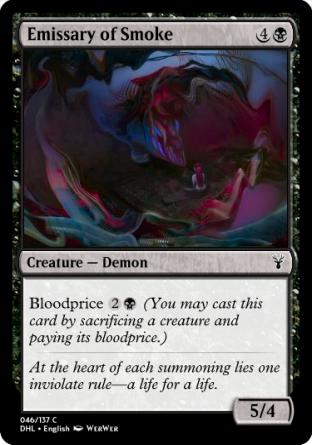 Emissary of Smoke 4
Creature — Demon
Bloodprice 2 (You may cast this
card by sacrificing a creature and
paying its bloodprice.)
At the heart of each summoning lies one
inviolate rule—a life for a life.
5/4
046/137 C
DHL • English WerWer